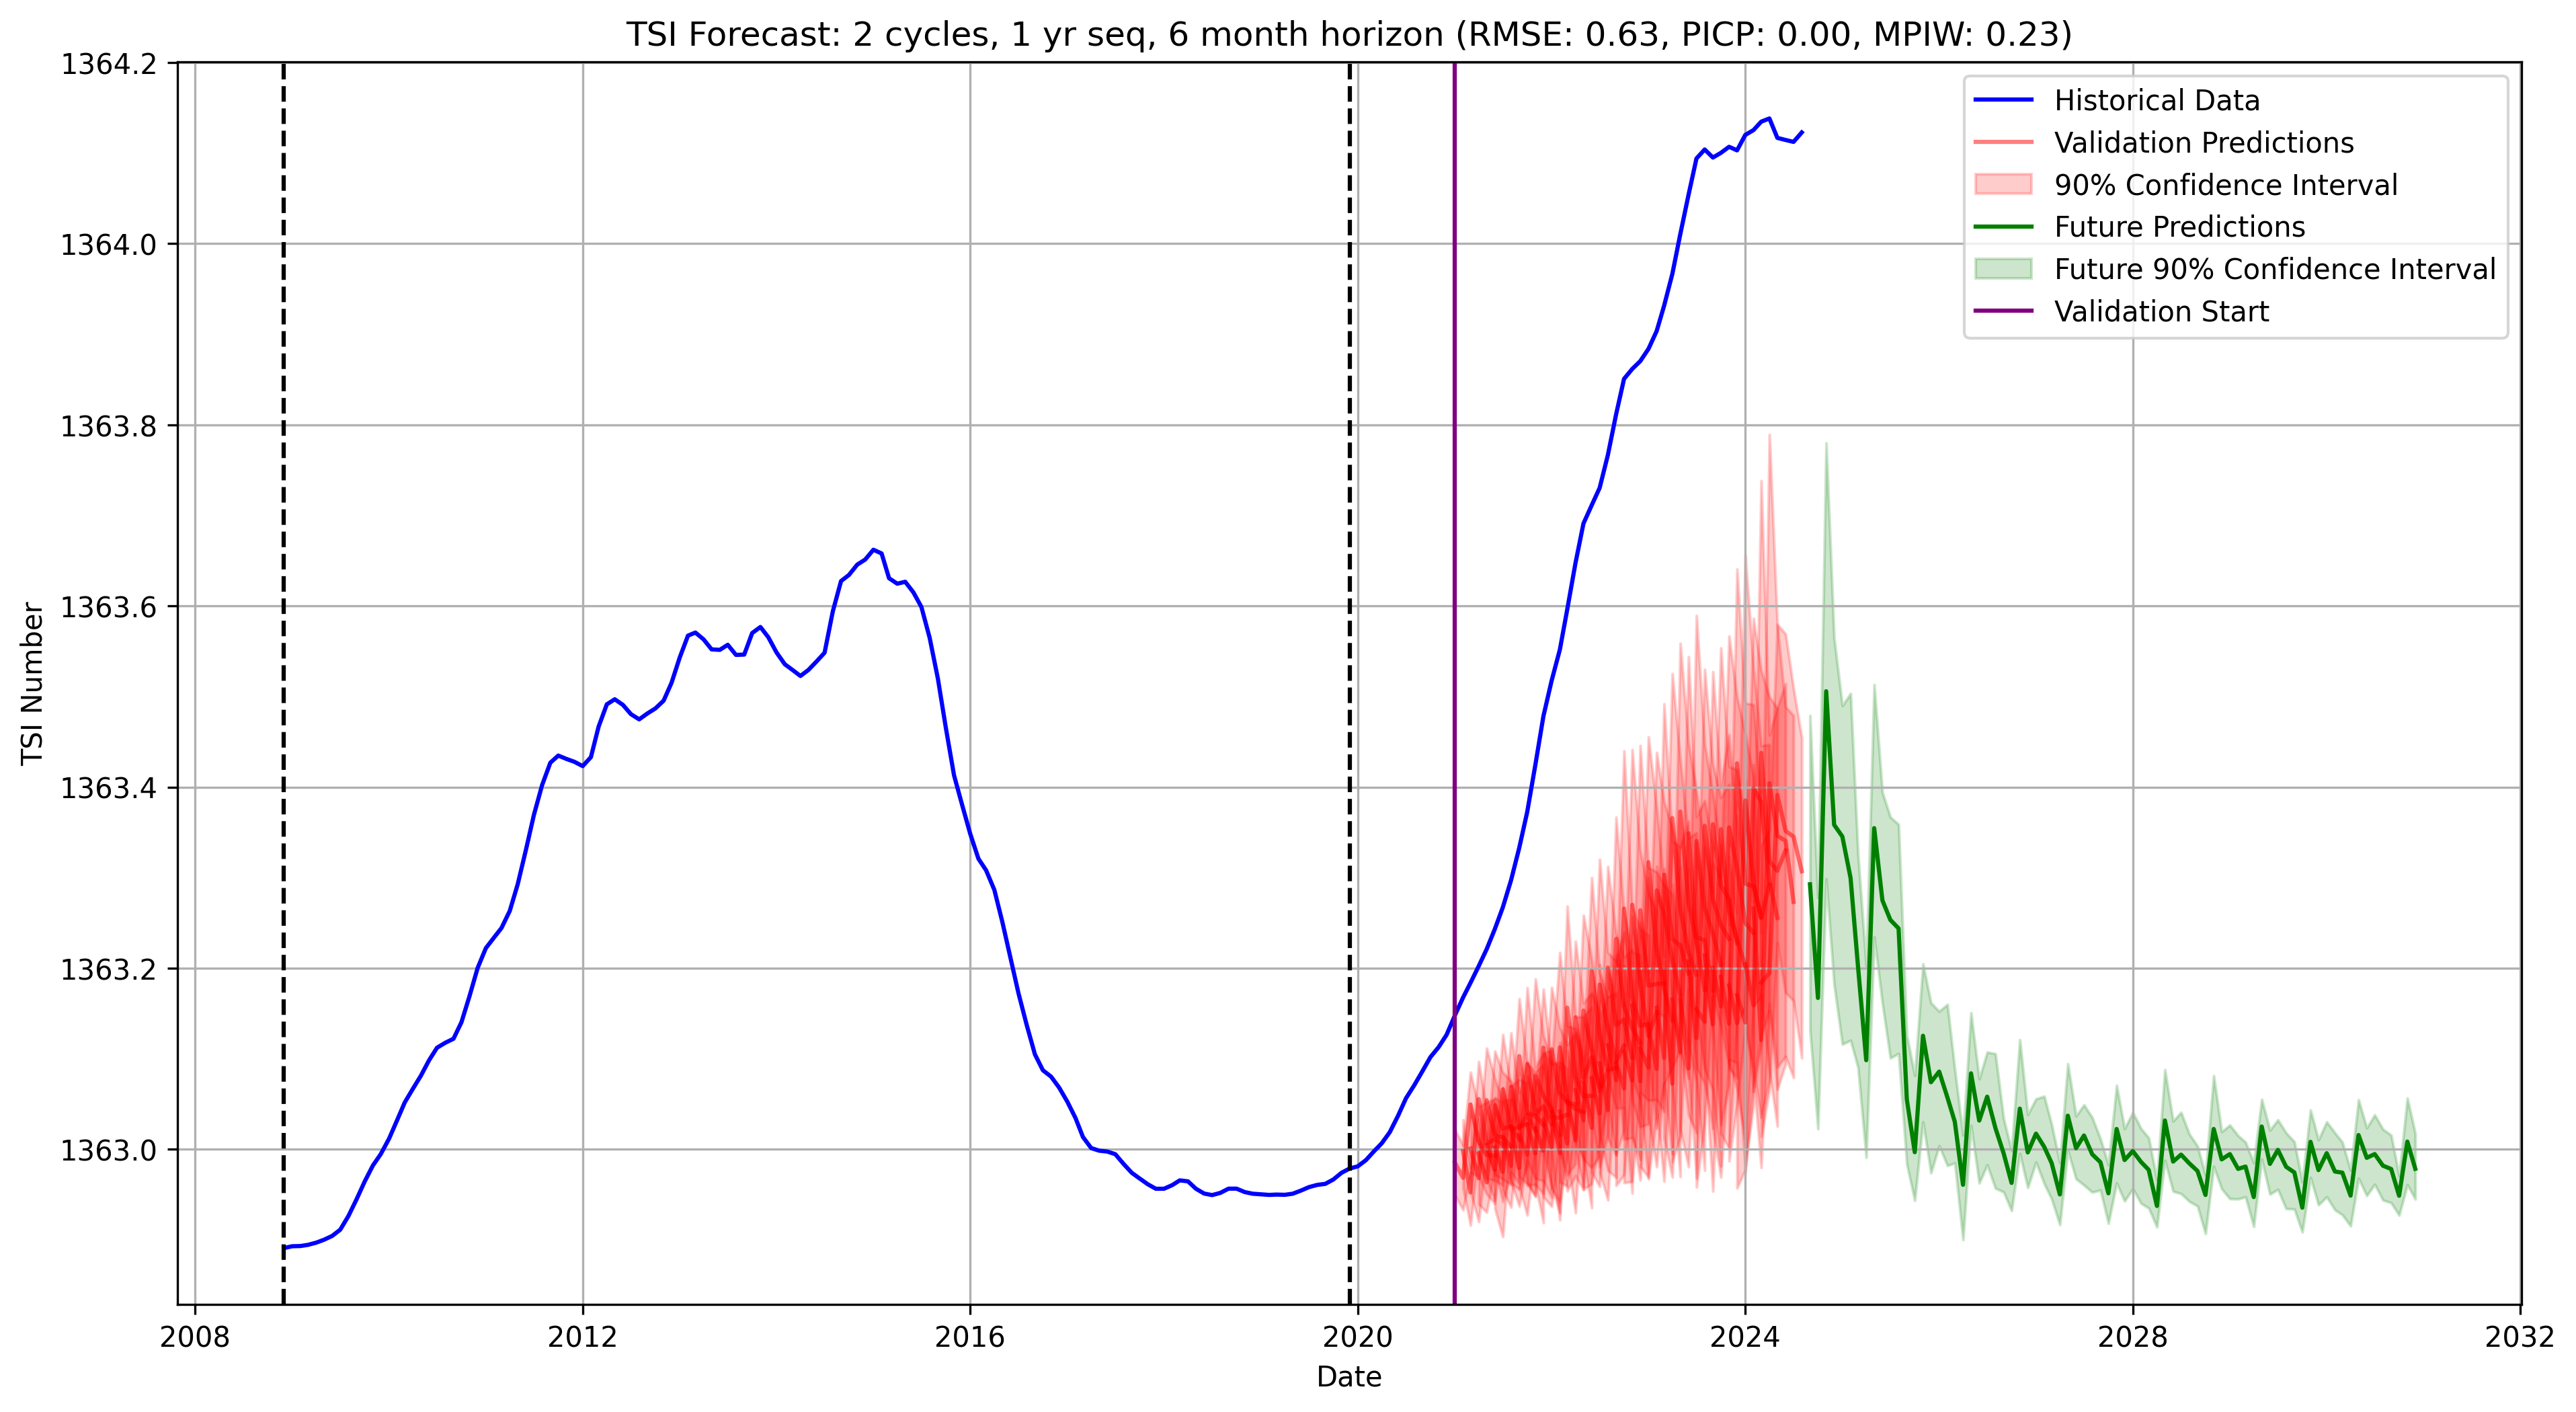 TSI Forecast: 2 cycles, 1 yr seq, 6 month horizon (RMSE: 0.63, PICP: 0.00, MPIW: 0.23)
1364.2
1364.0
1363.8
1363.6
1363.4
1363.2
1363.0
TSI Number
Historical Data
Validation Predictions
90% Confidence Interval
Future Predictions
Future 90% Confidence Interval
Validation Start
2008 2012 2016 2020 2024 2028 2032
Date